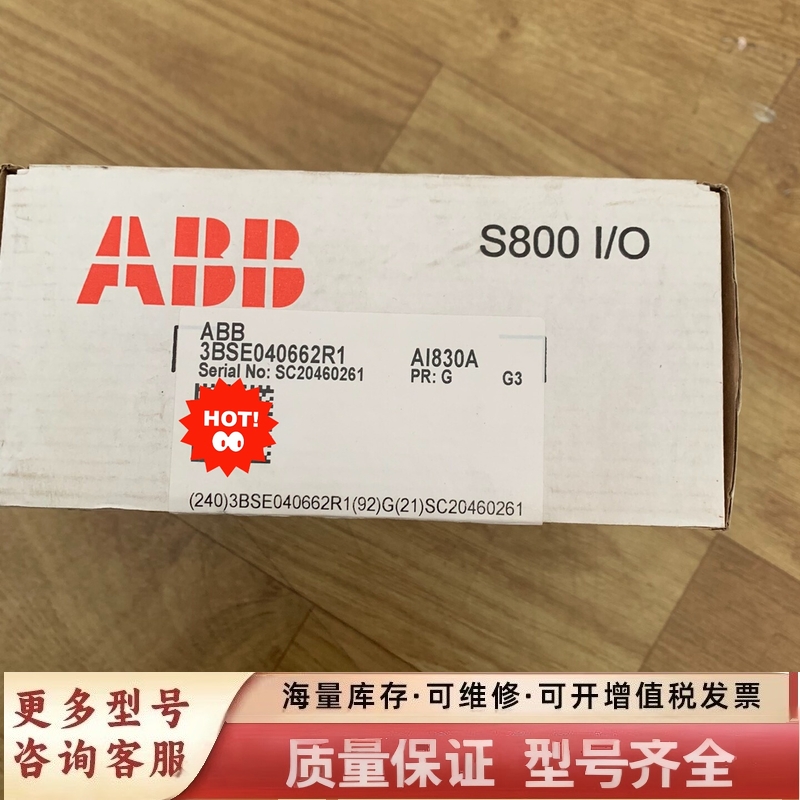 ABB
S800 I/O
ABB
3BSE040662R1
AI830A
Serial No: SC20460261
PR: G
G3
HOT!
(240)3BSE040662R1(92)G(21)SC20460261
更多型号
咨询客服
海量库存·可维修·可开增值税发票
质量保证 型号齐全